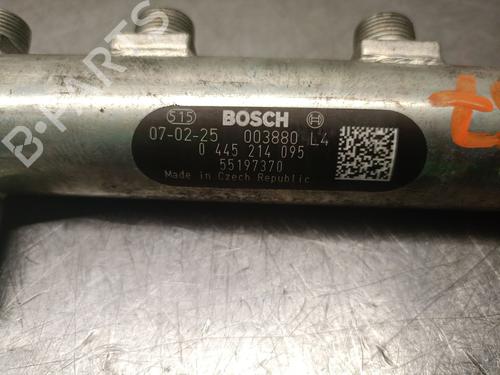 515 BOSCH
07-02-25 003880 L4
0 445 214 095
55197370
Made in Czech Republic
B-PARTS